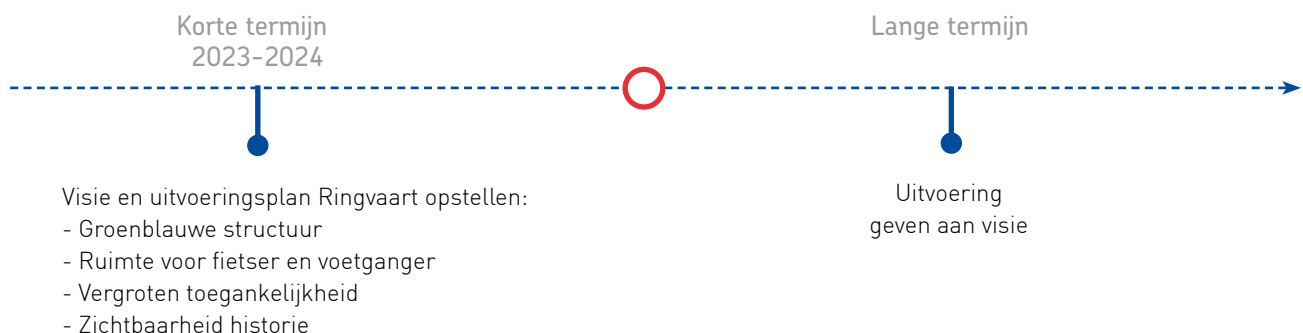 Korte termijn
2023-2024
Lange termijn
Visie en uitvoeringsplan Ringvaart opstellen:
- Groenblauwe structuur
- Ruimte voor fietser en voetganger
- Vergroten toegankelijkheid
- Zichtbaarheid historie
Uitvoering
geven aan visie